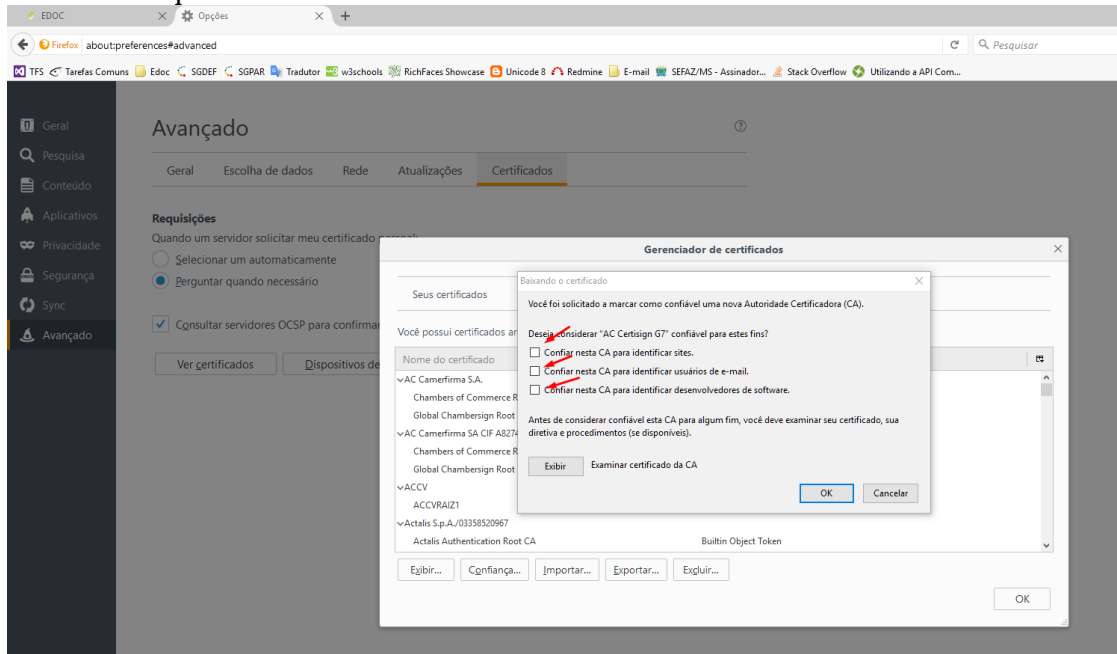 EDOC
Opções
Firefox about:preferences#advanced
Pesquisar
TFS Tarefas Comuns Edoc SGDEF SGPAR Tradutor w3schools RichFaces Showcase Unicode 8 Redmine E-mail SEFAZ/MS - Assinador... Stack Overflow Utilizando a API Com...
Geral
Pesquisa
Conteúdo
Aplicativos
Privacidade
Segurança
Sync
Avançado
Avançado
Geral Escolha de dados Rede Atualizações Certificados
Requisições
Quando um servidor solicitar meu certificado
Selecionar um automaticamente
Perguntar quando necessário
Consultar servidores OCSP para confirma
Ver certificados Dispositivos de
Gerenciador de certificados
Seus certificados
Você possui certificados ar
Nome do certificado
AC Camerfirma S.A.
Chambers of Commerce R
Global Chambersign Root
AC Camerfirma SA CIF A8274
Chambers of Commerce R
Global Chambersign Root
ACCV
ACCVRAIZ1
Actalis S.p.A./03358520967
Actalis Authentication Root CA Builtin Object Token
Exibir... Confiança... Importar... Exportar... Excluir...
OK
Baixando o certificado
Você foi solicitado a marcar como confiável uma nova Autoridade Certificadora (CA).
Deseja considerar "AC Certisign G7" confiável para estes fins?
Confiar nesta CA para identificar sites.
Confiar nesta CA para identificar usuários de e-mail.
Confiar nesta CA para identificar desenvolvedores de software.
Antes de considerar confiável esta CA para algum fim, você deve examinar seu certificado, sua
diretiva e procedimentos (se disponíveis).
Exibir Examinar certificado da CA
OK Cancelar